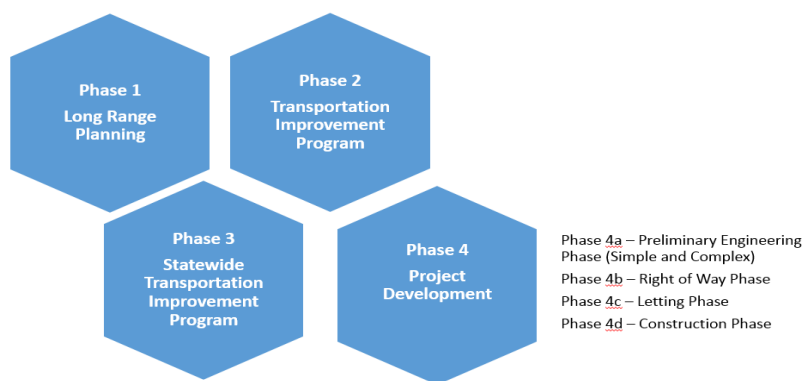 Phase 1
Long Range
Planning
Phase 2
Transportation
Improvement
Program
Phase 3
Statewide
Transportation
Improvement
Program
Phase 4
Project
Development
Phase 4a – Preliminary Engineering
Phase (Simple and Complex)
Phase 4b – Right of Way Phase
Phase 4c – Letting Phase
Phase 4d – Construction Phase